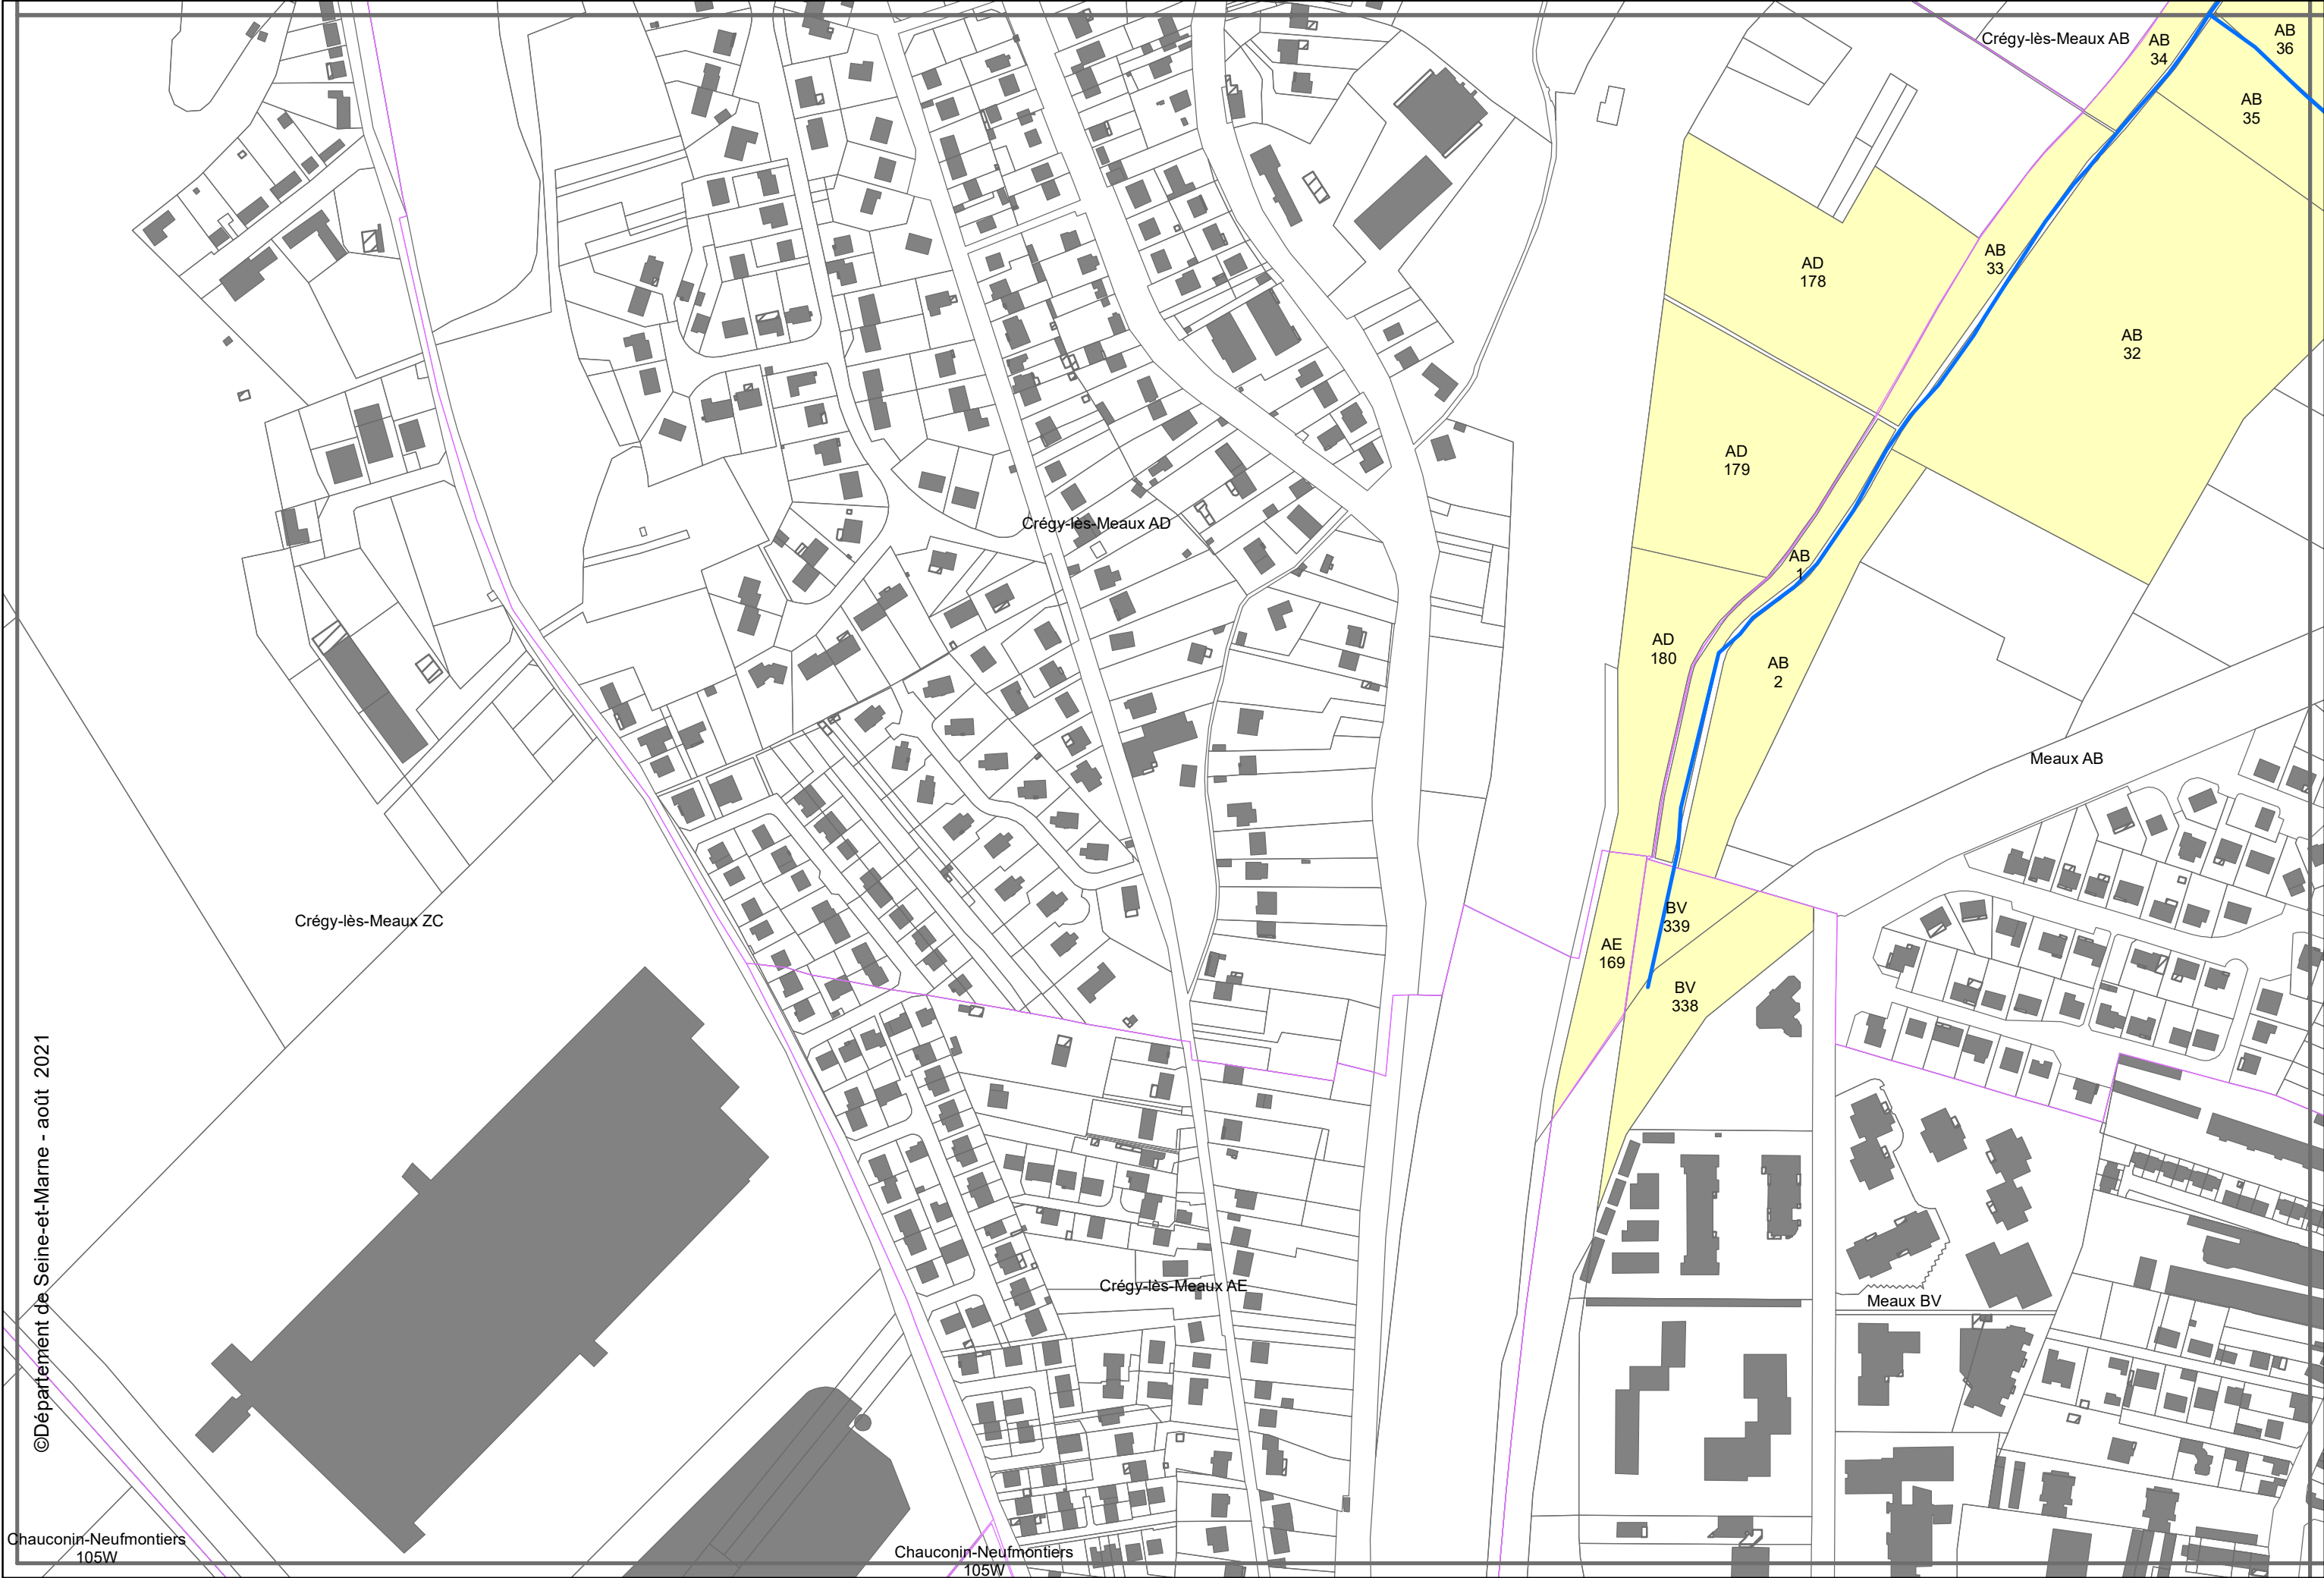 Crégy-lès-Meaux AB
AB
34
AB
36
AB
35
AB
33
AD
178
AB
32
AD
179
Crégy-lès-Meaux AD
AB
1
AD
180
AB
2
Meaux AB
Crégy-lès-Meaux ZC
BV
339
AE
169
BV
338
©Département de Seine-et-Marne - août 2021
Crégy-lès-Meaux AE
Meaux BV
Chauconin-Neufmontiers
105W
Chauconin-Neufmontiers
105W